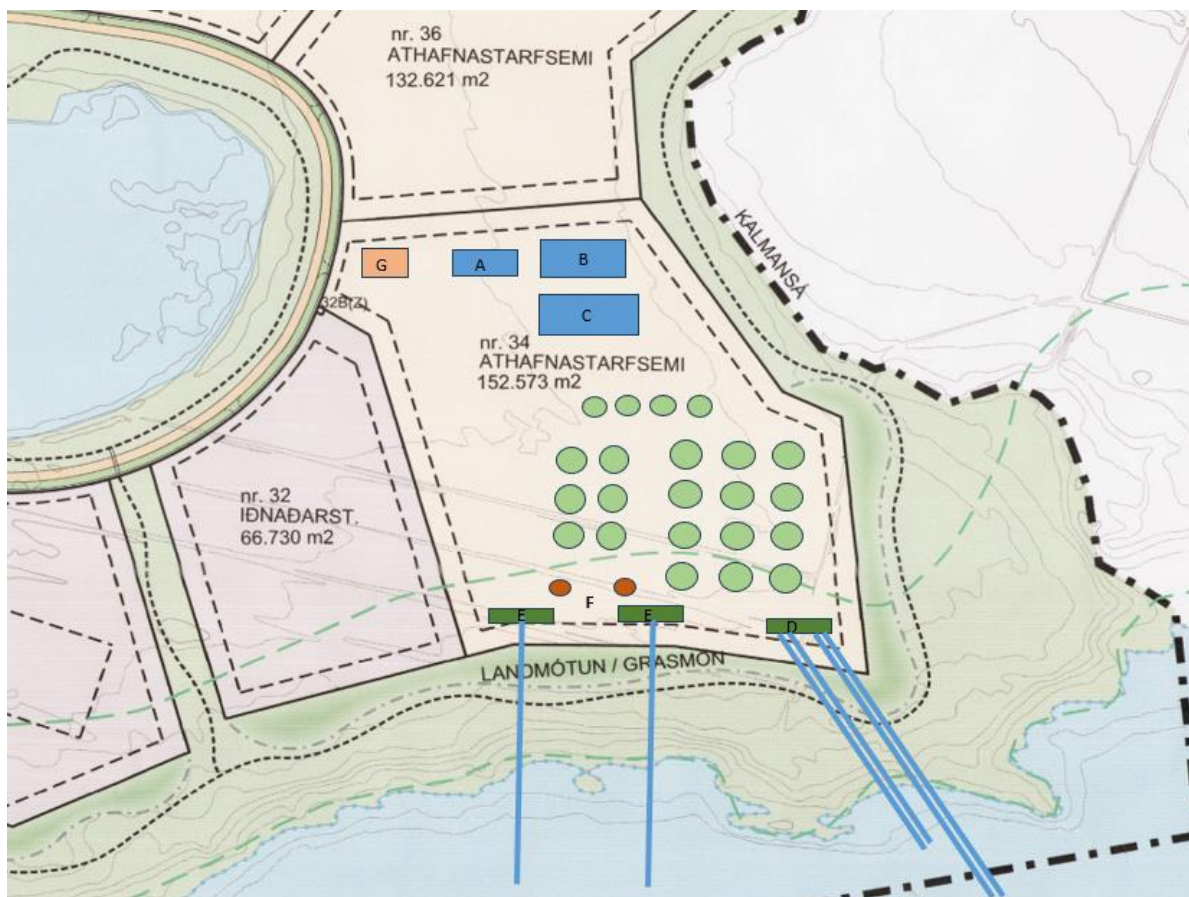 nr. 36
ATHAFNASTARFSEMI
132.621 m2
KALMANSÁ
G
A
B
C
32B(Z)
nr. 34
ATHAFNASTARFSEMI
152.573 m2
nr. 32
IÐNAÐARST.
66.730 m2
F
E
E
D
LANDMÓTUN / GRASMÖN